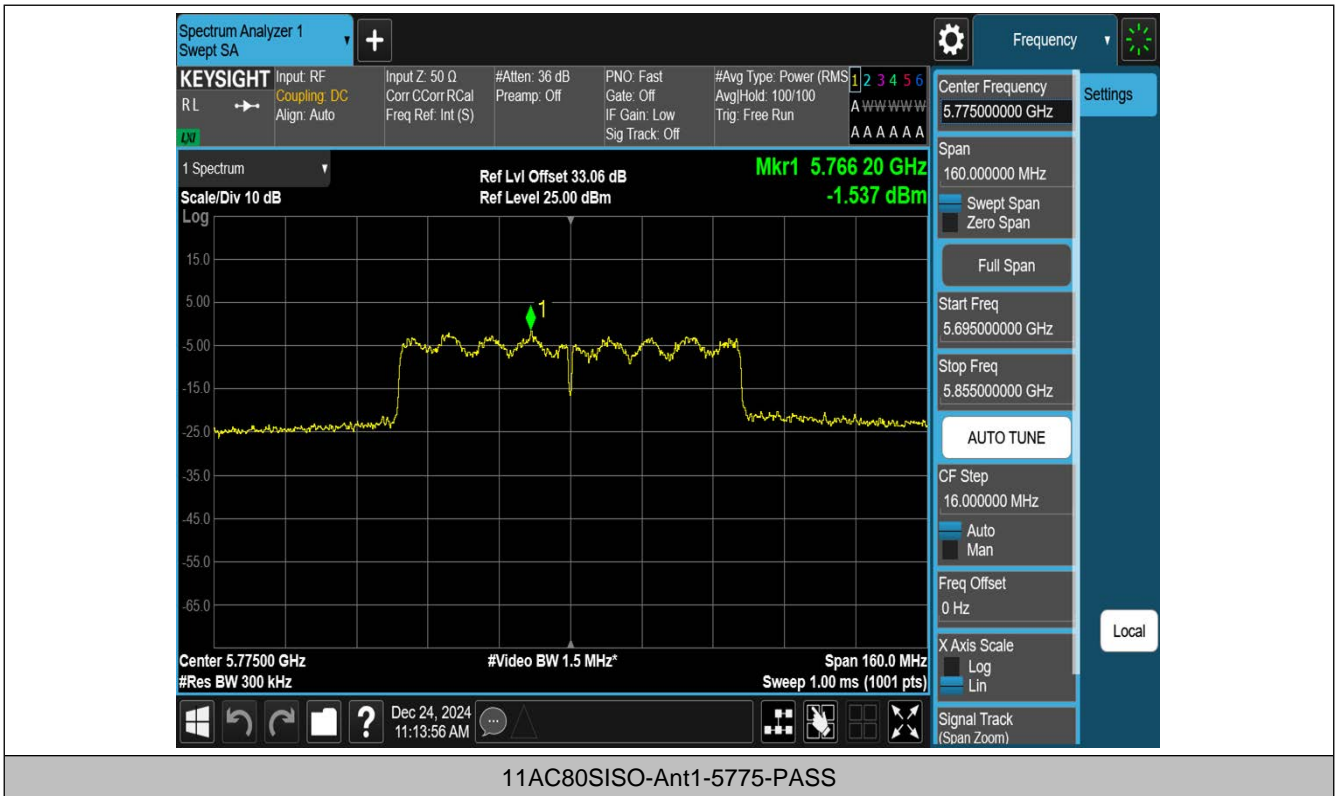 Spectrum Analyzer 1
Swept SA
Frequency
KEYSIGHT
RL
LXI
Input: RF
Coupling: DC
Align: Auto
Input Z: 50 Ω
Corr CCorr RCal
Freq Ref: Int (S)
#Atten: 36 dB
Preamp: Off
PNO: Fast
Gate: Off
IF Gain: Low
Sig Track: Off
#Avg Type: Power (RMS
Avg|Hold: 100/100
Trig: Free Run
1 2 3 4 5 6
A W W W W W
A A A A A A
1 Spectrum
Scale/Div 10 dB
Log
Ref Lvl Offset 33.06 dB
Ref Level 25.00 dBm
Mkr1 5.766 20 GHz
-1.537 dBm
15.0
5.00
-5.00
-15.0
-25.0
-35.0
-45.0
-55.0
-65.0
1
Center 5.77500 GHz
#Res BW 300 kHz
#Video BW 1.5 MHz*
Span 160.0 MHz
Sweep 1.00 ms (1001 pts)
Center Frequency
5.775000000 GHz
Settings
Span
160.000000 MHz
Swept Span
Zero Span
Full Span
Start Freq
5.695000000 GHz
Stop Freq
5.855000000 GHz
AUTO TUNE
CF Step
16.000000 MHz
Auto
Man
Freq Offset
0 Hz
X Axis Scale
Log
Lin
Local
Signal Track
(Span Zoom)
?
Dec 24, 2024
11:13:56 AM
11AC80SISO-Ant1-5775-PASS